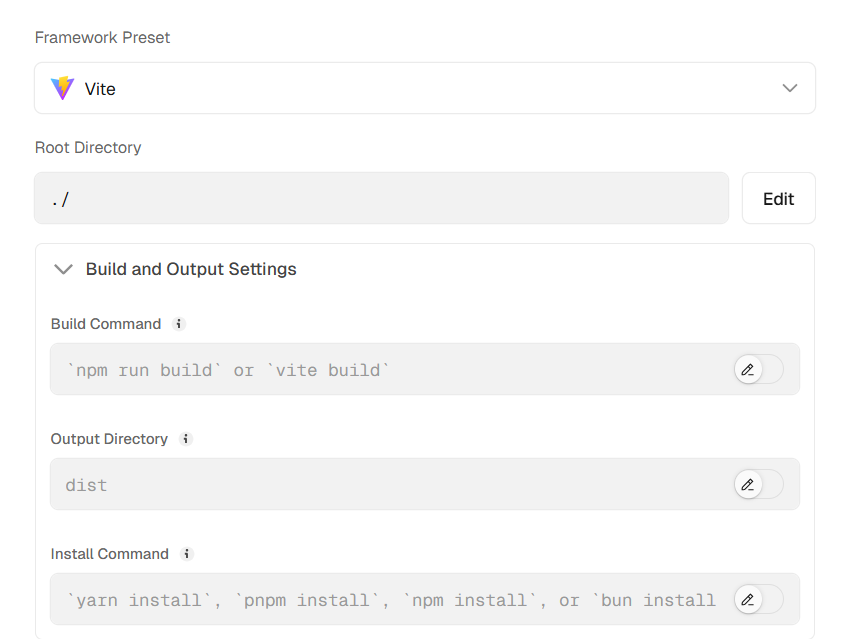 Framework Preset
Vite
Root Directory
./
Edit
Build and Output Settings
Build Command
`npm run build` or `vite build`
Output Directory
dist
Install Command
`yarn install`, `pnpm install`, `npm install`, or `bun install